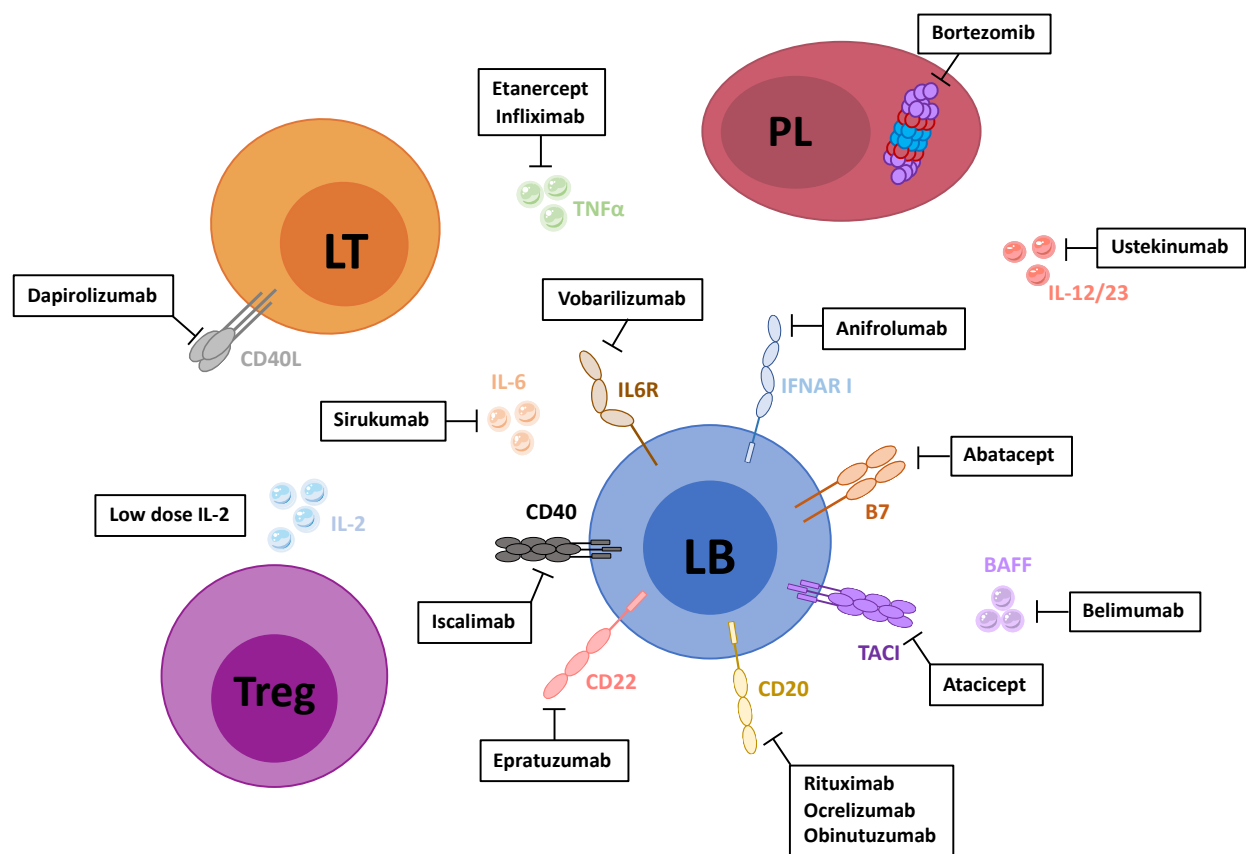 Bortezomib
Etanercept
Infliximab
PL
TNFα
LT
Ustekinumab
IL-12/23
Dapirolizumab
CD40L
Vobarilizumab
Anifrolumab
IL-6
IL6R
IFNAR I
Sirukumab
Abatacept
Low dose IL-2
IL-2
CD40
B7
LB
BAFF
Iscalimab
Belimumab
TACI
CD22
CD20
Atacicept
Treg
Epratuzumab
Rituximab
Ocrelizumab
Obinutuzumab